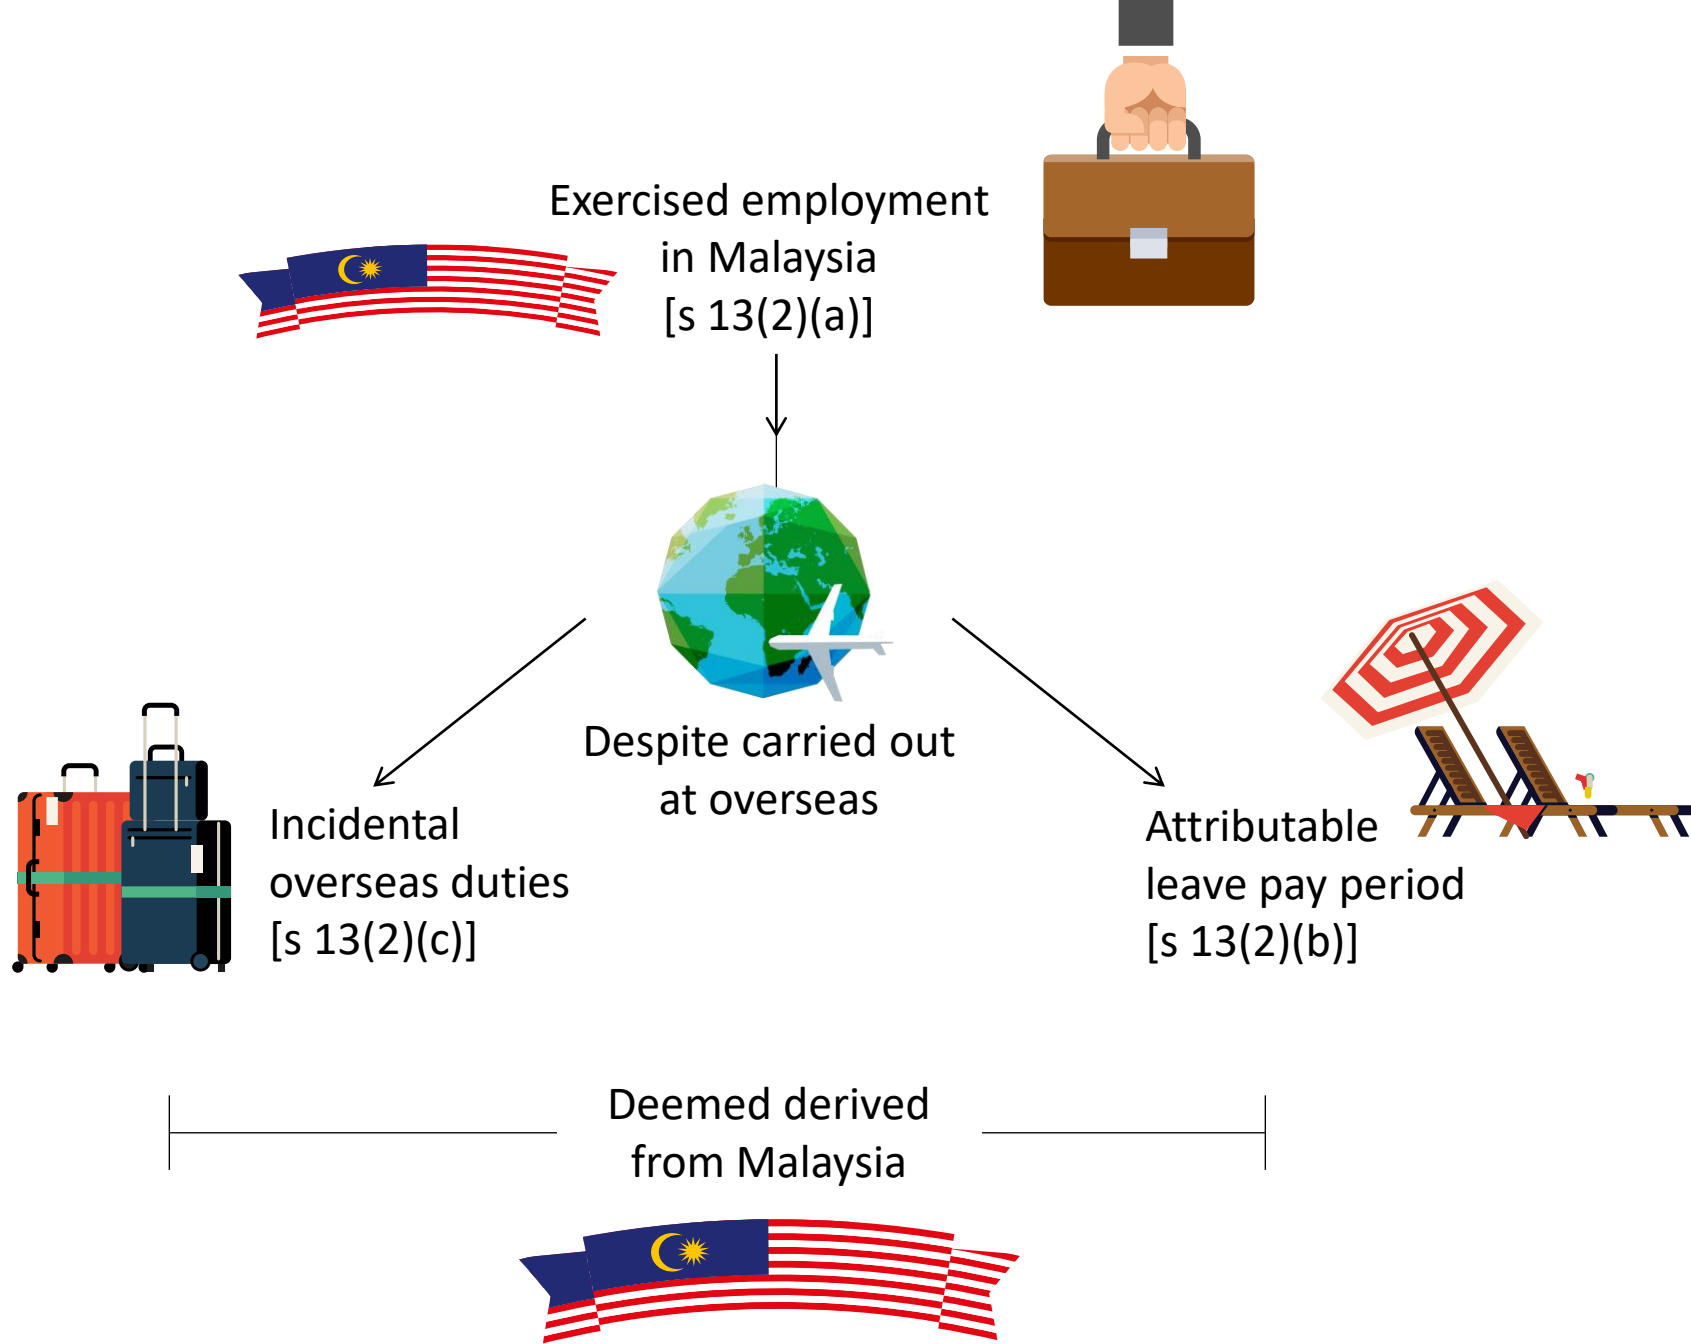 Exercised employment
in Malaysia
[s 13(2)(a)]
Despite carried out
at overseas
Incidental
overseas duties
[s 13(2)(c)]
Attributable
leave pay period
[s 13(2)(b)]
Deemed derived
from Malaysia